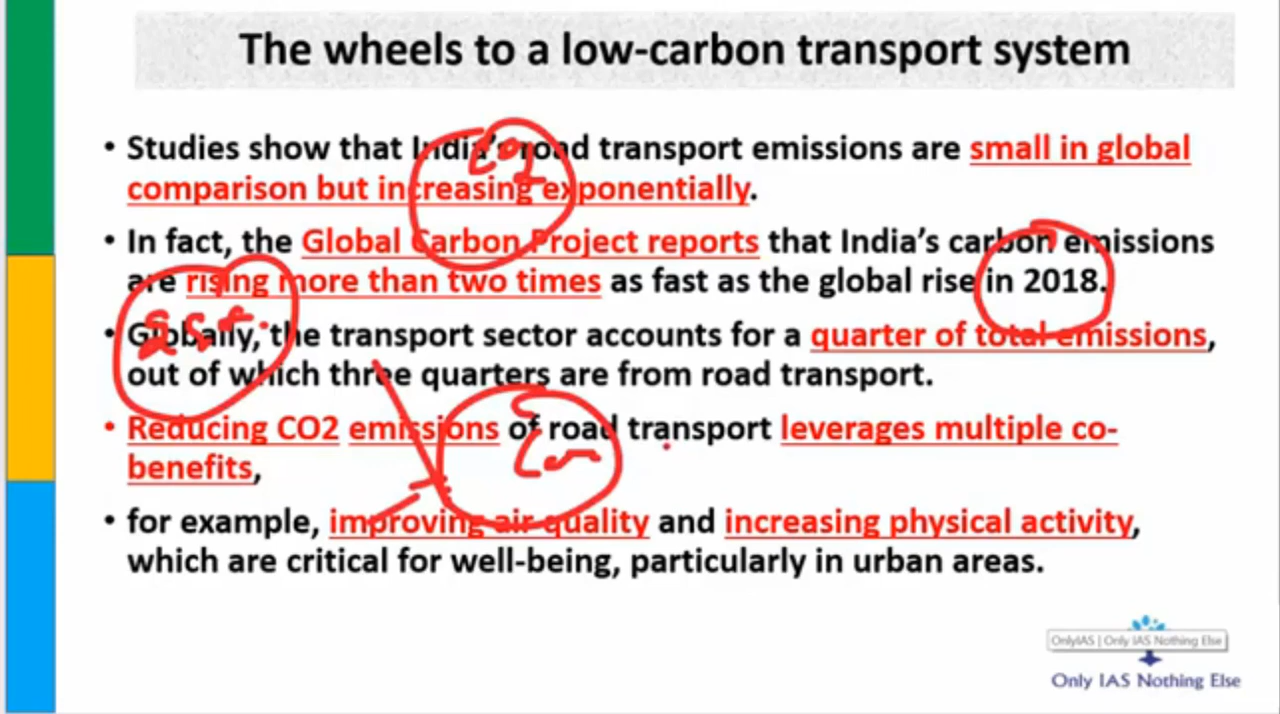 The wheels to a low-carbon transport system
• Studies show that India's road transport emissions are small in global
comparison but increasing exponentially.
• In fact, the Global Carbon Project reports that India's carbon emissions
are rising more than two times as fast as the global rise in 2018.
• Globally, the transport sector accounts for a quarter of total emissions,
out of which three quarters are from road transport.
• Reducing CO2 emissions of road transport leverages multiple co-
benefits,
• for example, improving air quality and increasing physical activity,
which are critical for well-being, particularly in urban areas.
OnlyIAS | Only IAS Nothing Else
Only IAS Nothing Else